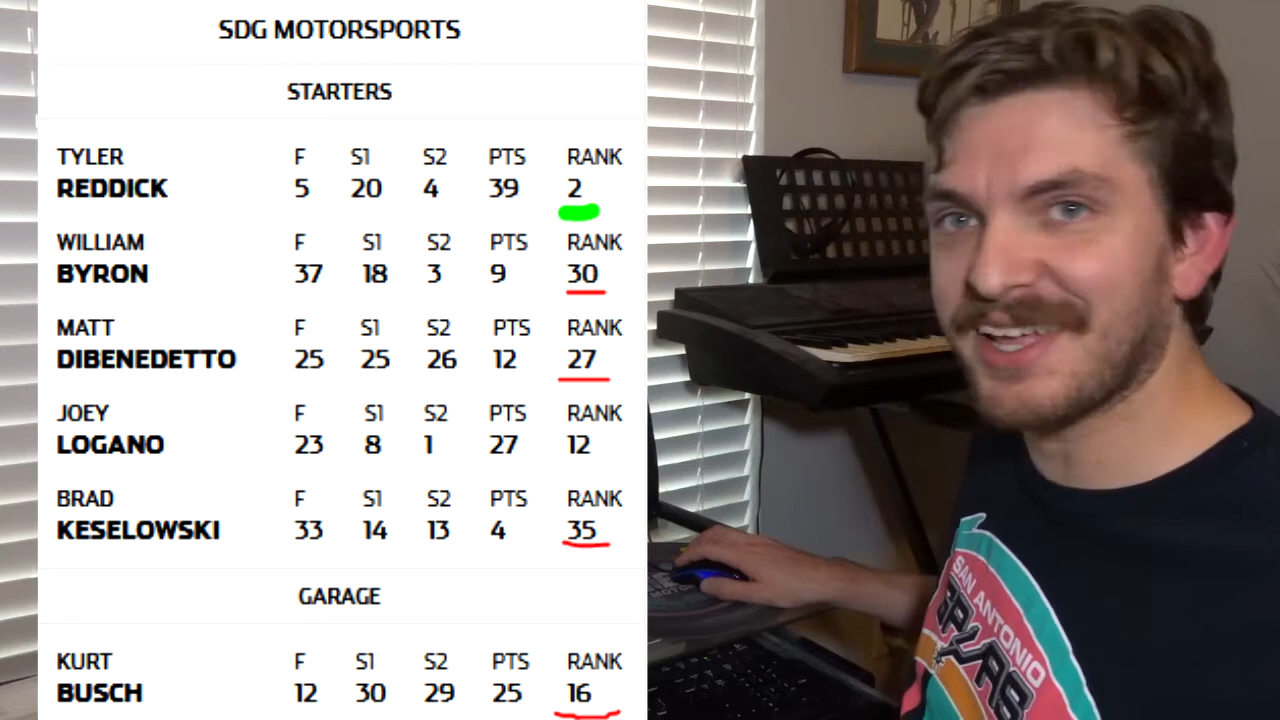 SDG MOTORSPORTS
STARTERS
TYLER F S1 S2 PTS RANK
REDDICK 5 20 4 39 2
WILLIAM F S1 S2 PTS RANK
BYRON 37 18 3 9 30
MATT F S1 S2 PTS RANK
DIBENEDETTO 25 25 26 12 27
JOEY F S1 S2 PTS RANK
LOGANO 23 8 1 27 12
BRAD F S1 S2 PTS RANK
KESELOWSKI 33 14 13 4 35
GARAGE
KURT F S1 S2 PTS RANK
BUSCH 12 30 29 25 16
SAN ANTONIO
SPURS